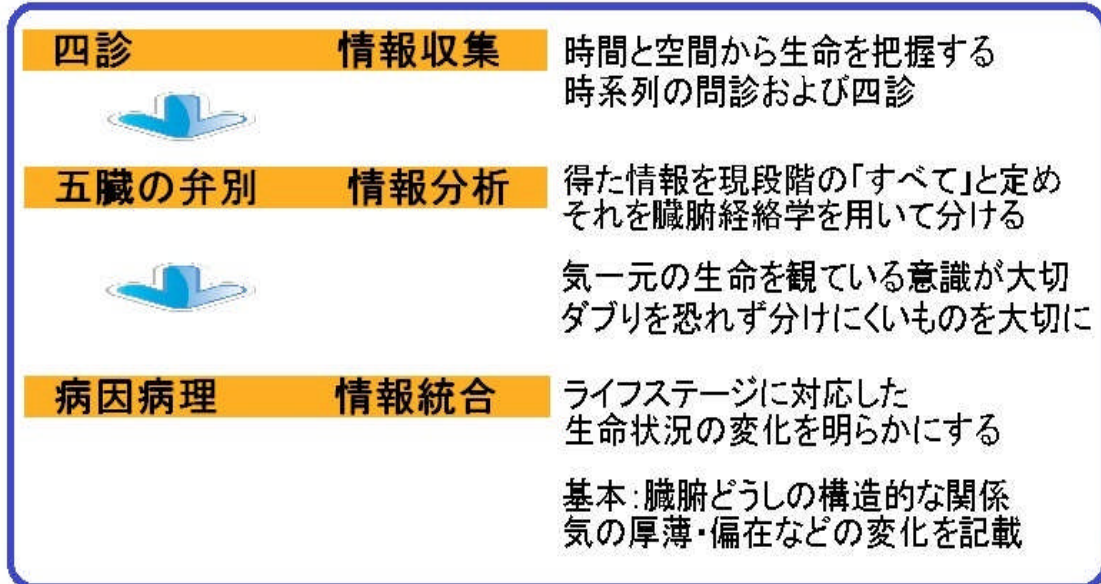 四診 情報収集
時間と空間から生命を把握する
時系列の問診および四診
五臓の弁別 情報分析
得た情報を現段階の「すべて」と定め
それを臓腑経絡学を用いて分ける
気一元の生命を観ている意識が大切
ダブりを恐れず分けにくいものを大切に
病因病理 情報統合
ライフステージに対応した
生命状況の変化を明らかにする
基本:臓腑どうしの構造的な関係
気の厚薄・偏在などの変化を記載